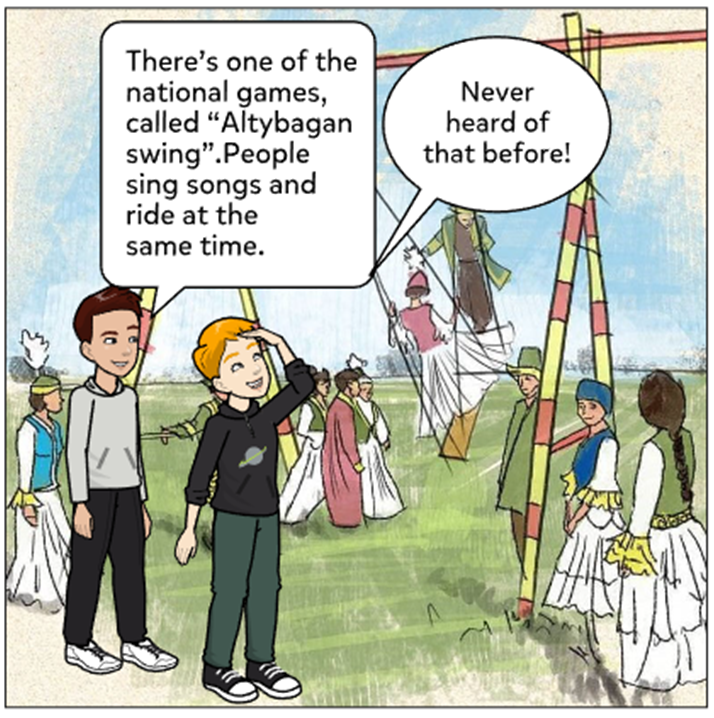 There’s one of the
national games,
called “Altybagan
swing”.People
sing songs and
ride at the
same time.
Never
heard of
that before!